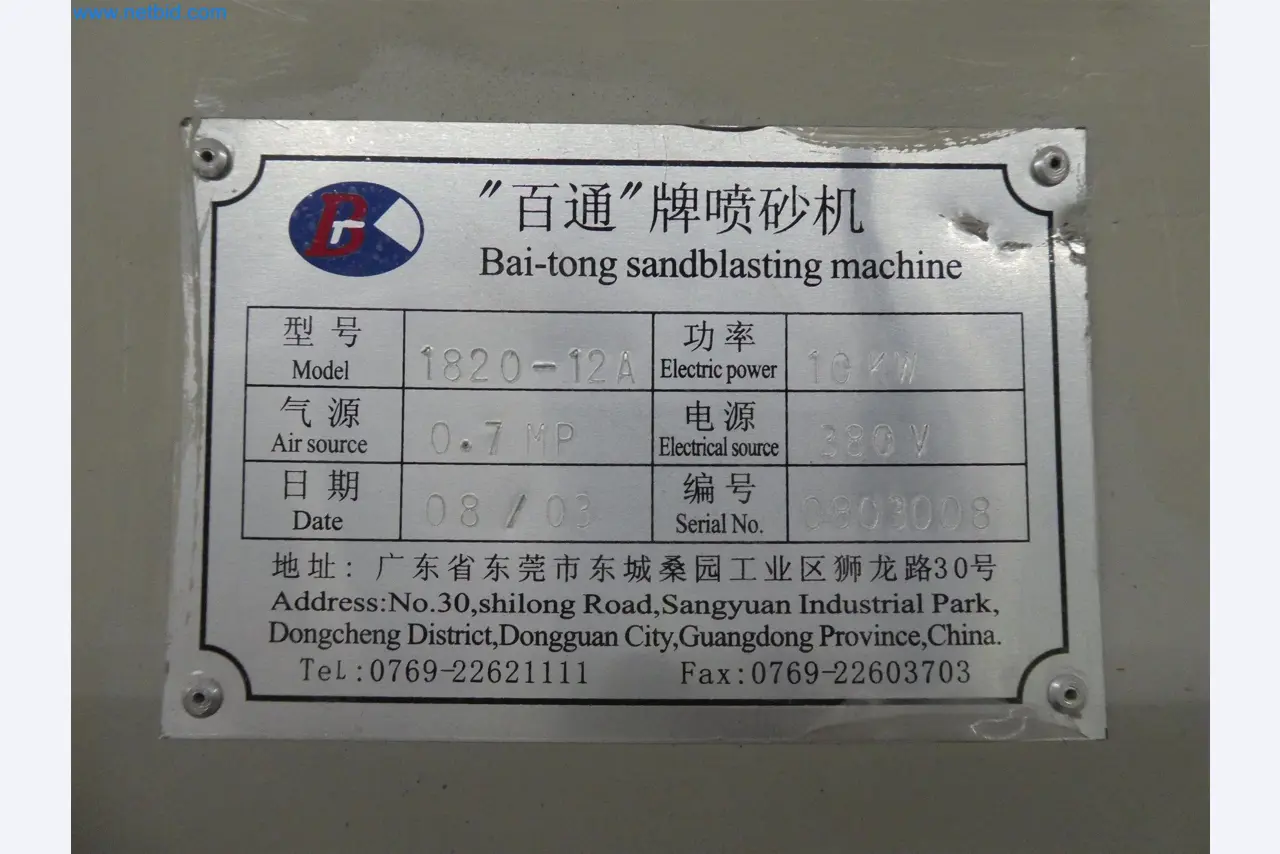 www.netbid.com
"百通"牌喷砂机
Bai-tong sandblasting machine
型号 1820-12A 功率 10KW
Model Electric power
气源 0.7MP 电源 380V
Air source Electrical source
日期 08/03 编号 0803008
Date Serial No.
地址:广东省东莞市东城桑园工业区狮龙路30号
Address:No.30,shilong Road,Sangyuan Industrial Park,
Dongcheng District,Dongguan City,Guangdong Province,China.
TeL:0769-22621111 Fax:0769-22603703